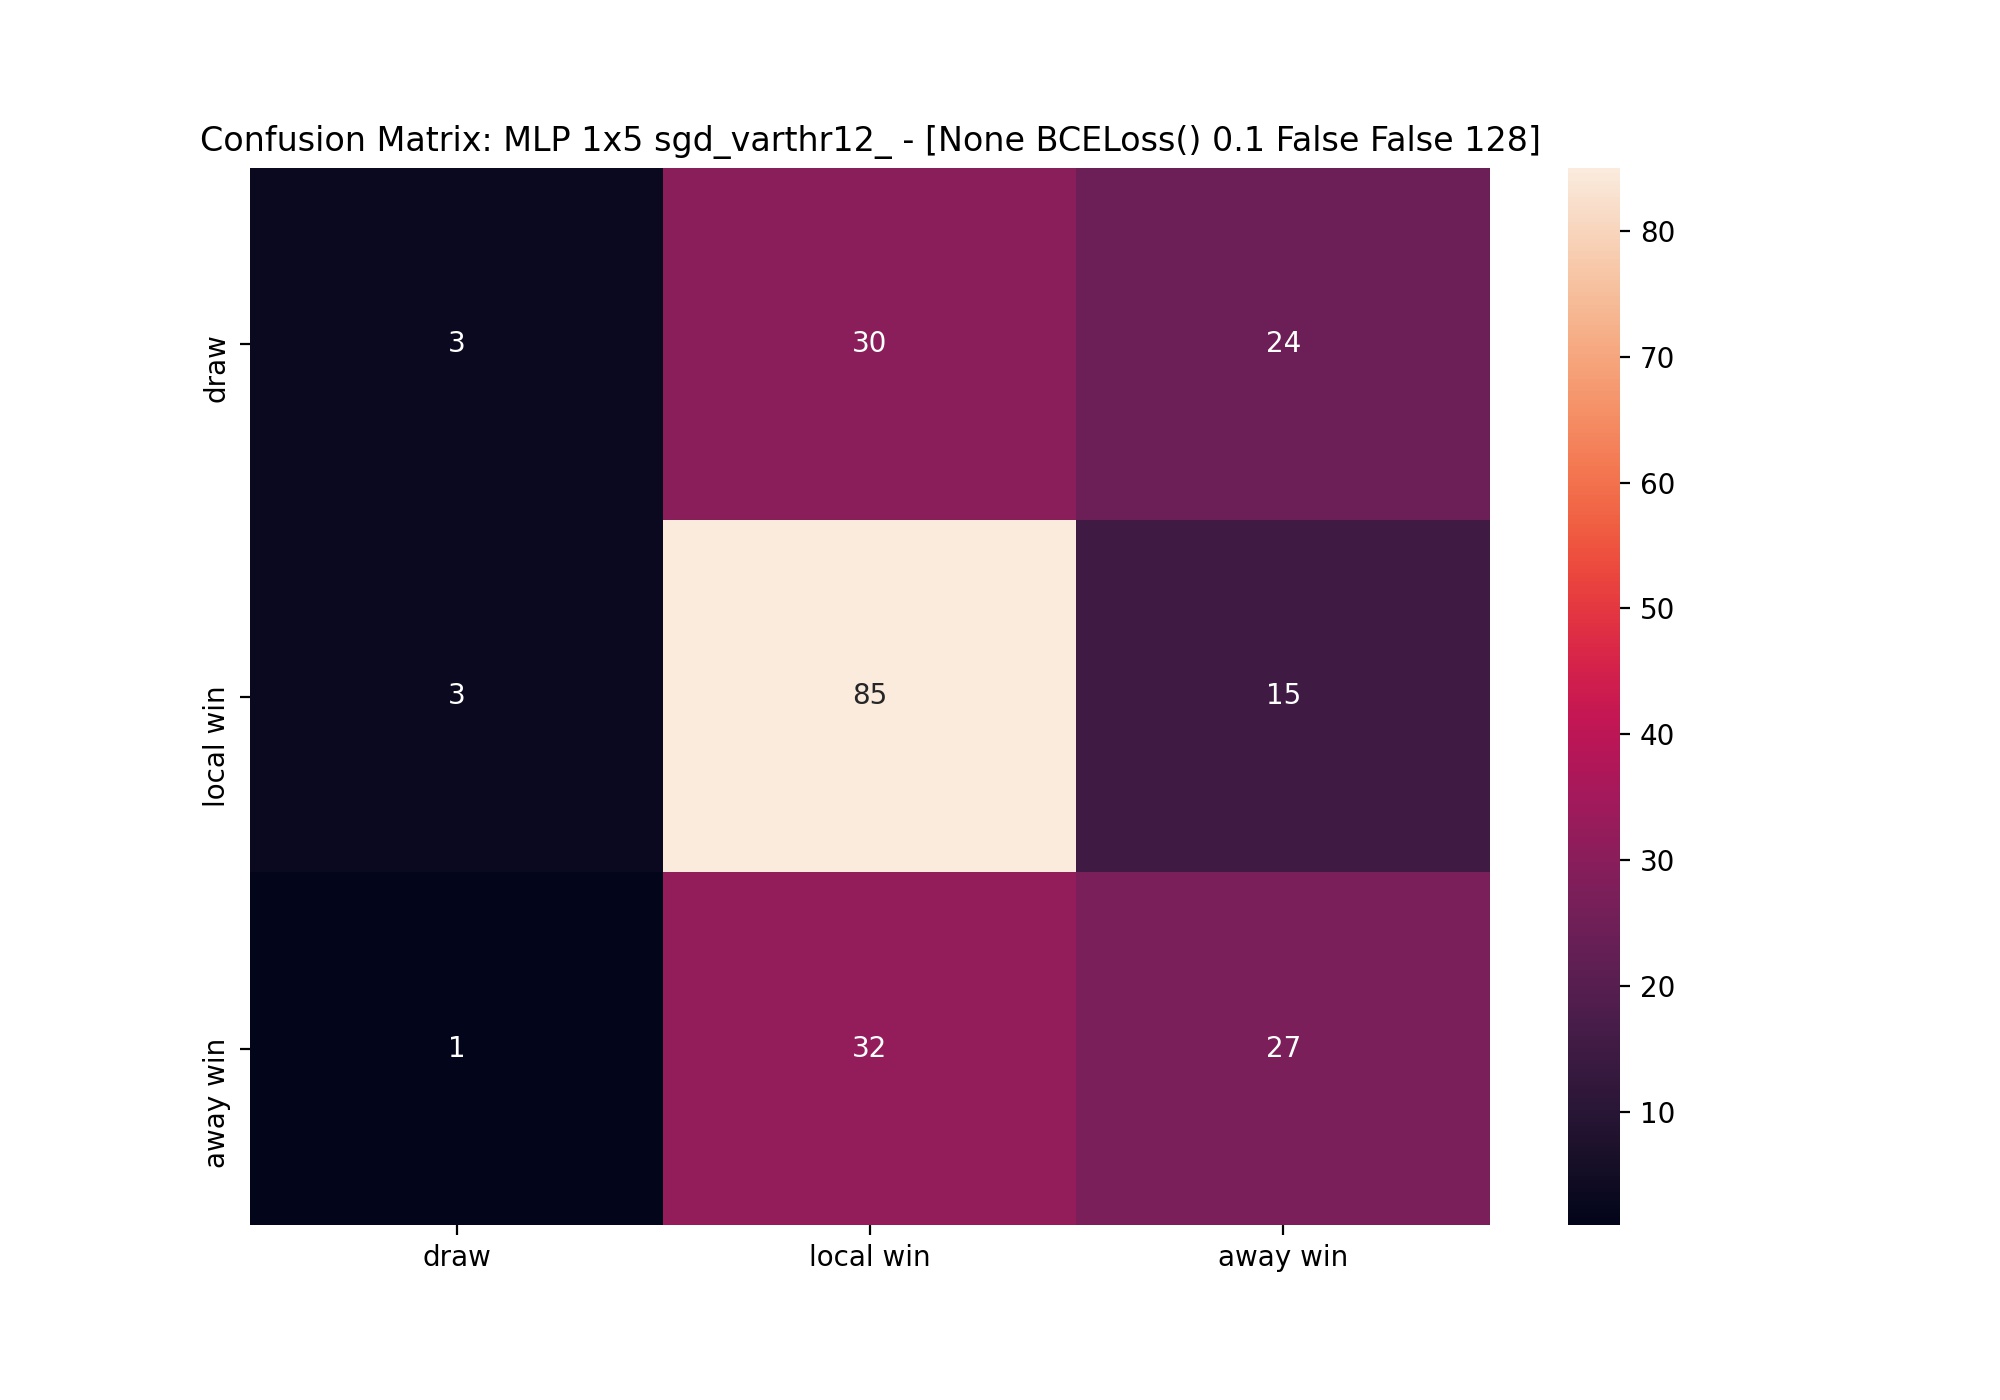 Confusion Matrix: MLP 1x5 sgd_varthr12_ - [None BCELoss() 0.1 False False 128]
draw
3
30
24
local win
3
85
15
away win
1
32
27
draw
local win
away win
80
70
60
50
40
30
20
10